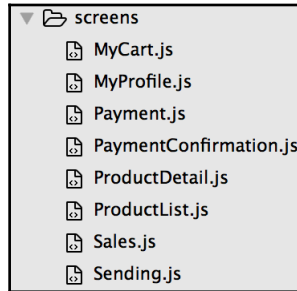 screens
MyCart.js
MyProfile.js
Payment.js
PaymentConfirmation.js
ProductDetail.js
ProductList.js
Sales.js
Sending.js